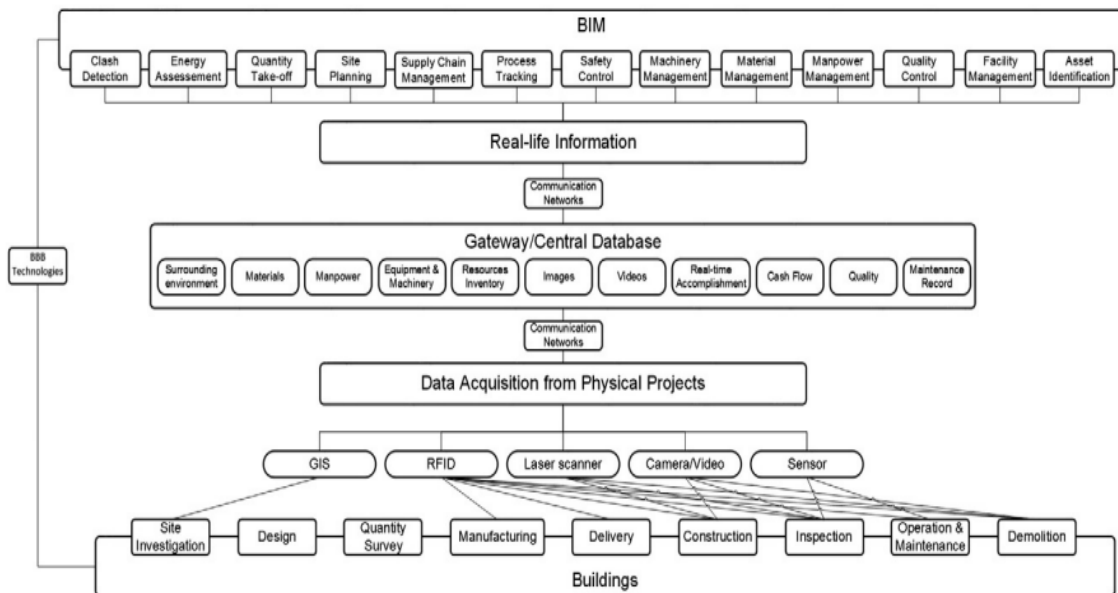 BIM
Clash
Detection
Energy
Assessement
Quantity
Take-off
Site
Planning
Supply Chain
Management
Process
Tracking
Safety
Control
Machinery
Management
Material
Management
Manpower
Management
Quality
Control
Facility
Management
Asset
Identification
Real-life Information
Communication
Networks
BBB
Technologies
Gateway/Central Database
Surrounding
environment
Materials
Manpower
Equipment &
Machinery
Resources
Inventory
Images
Videos
Real-time
Accomplishment
Cash Flow
Quality
Maintenance
Record
Communication
Networks
Data Acquisition from Physical Projects
GIS
RFID
Laser scanner
Camera/Video
Sensor
Site
Investigation
Design
Quantity
Survey
Manufacturing
Delivery
Construction
Inspection
Operation &
Maintenance
Demolition
Buildings